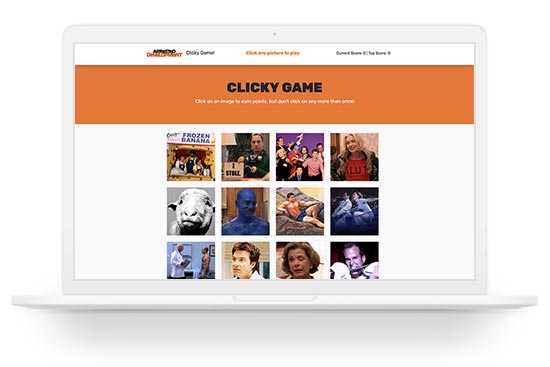 ARRESTED DEVELOPMENT Clicky Game! Click any picture to play Current Score: 0 | Top Score: 0
CLICKY GAME
Click on an image to earn points, but don't click on any more than once!
FROZEN
BANANA
I
STOLE
SLUT